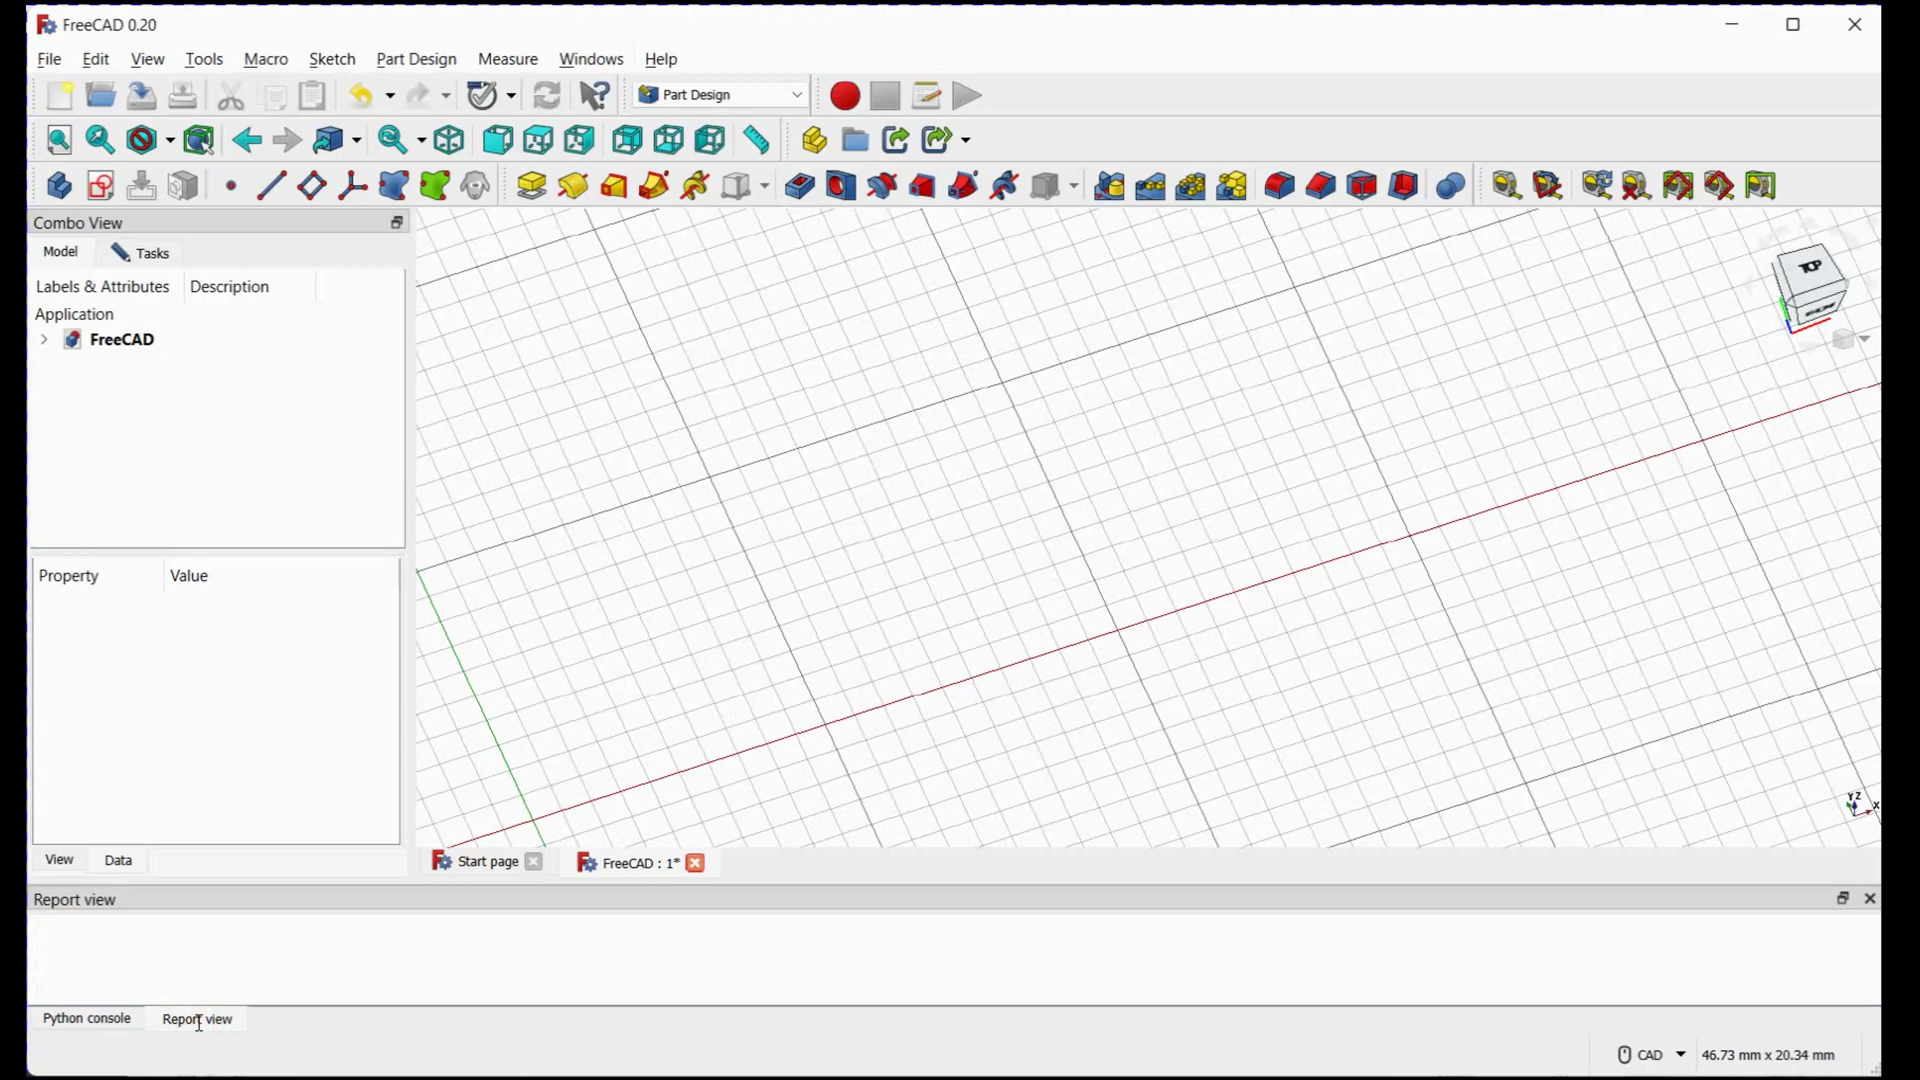 FreeCAD 0.20
File Edit View Tools Macro Sketch Part Design Measure Windows Help
Part Design
Combo View
Model Tasks
Labels & Attributes Description
Application
FreeCAD
TOP
Property Value
Y Z X
View Data
Start page FreeCAD : 1*
Report view
Python console Report view
CAD 46.73 mm x 20.34 mm